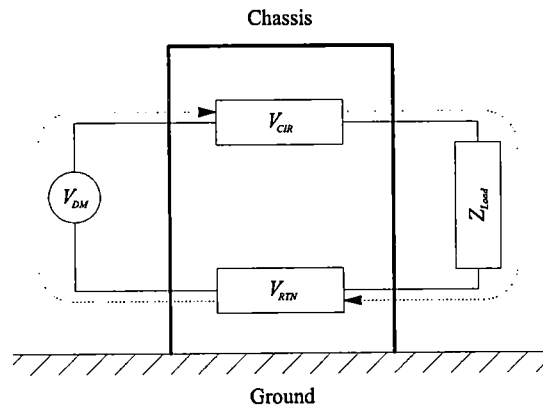 Chassis
V_CIR
V_DM
Z_Load
V_RTN
Ground